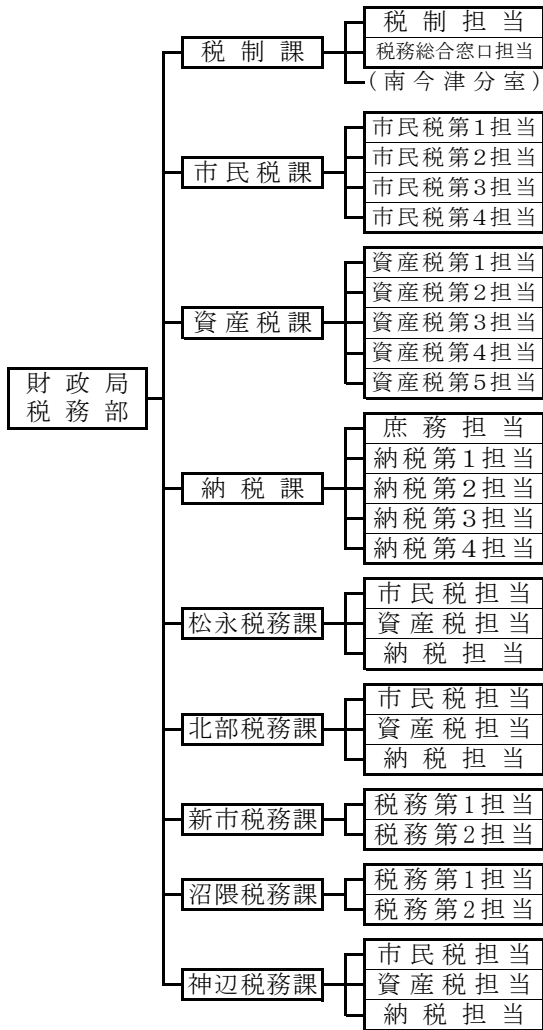 財政局
税務部
税制課
税制担当
税務総合窓口担当
(南今津分室)
市民税課
市民税第1担当
市民税第2担当
市民税第3担当
市民税第4担当
資産税課
資産税第1担当
資産税第2担当
資産税第3担当
資産税第4担当
資産税第5担当
納税課
庶務担当
納税第1担当
納税第2担当
納税第3担当
納税第4担当
松永税務課
市民税担当
資産税担当
納税担当
北部税務課
市民税担当
資産税担当
納税担当
新市税務課
税務第1担当
税務第2担当
沼隈税務課
税務第1担当
税務第2担当
神辺税務課
市民税担当
資産税担当
納税担当